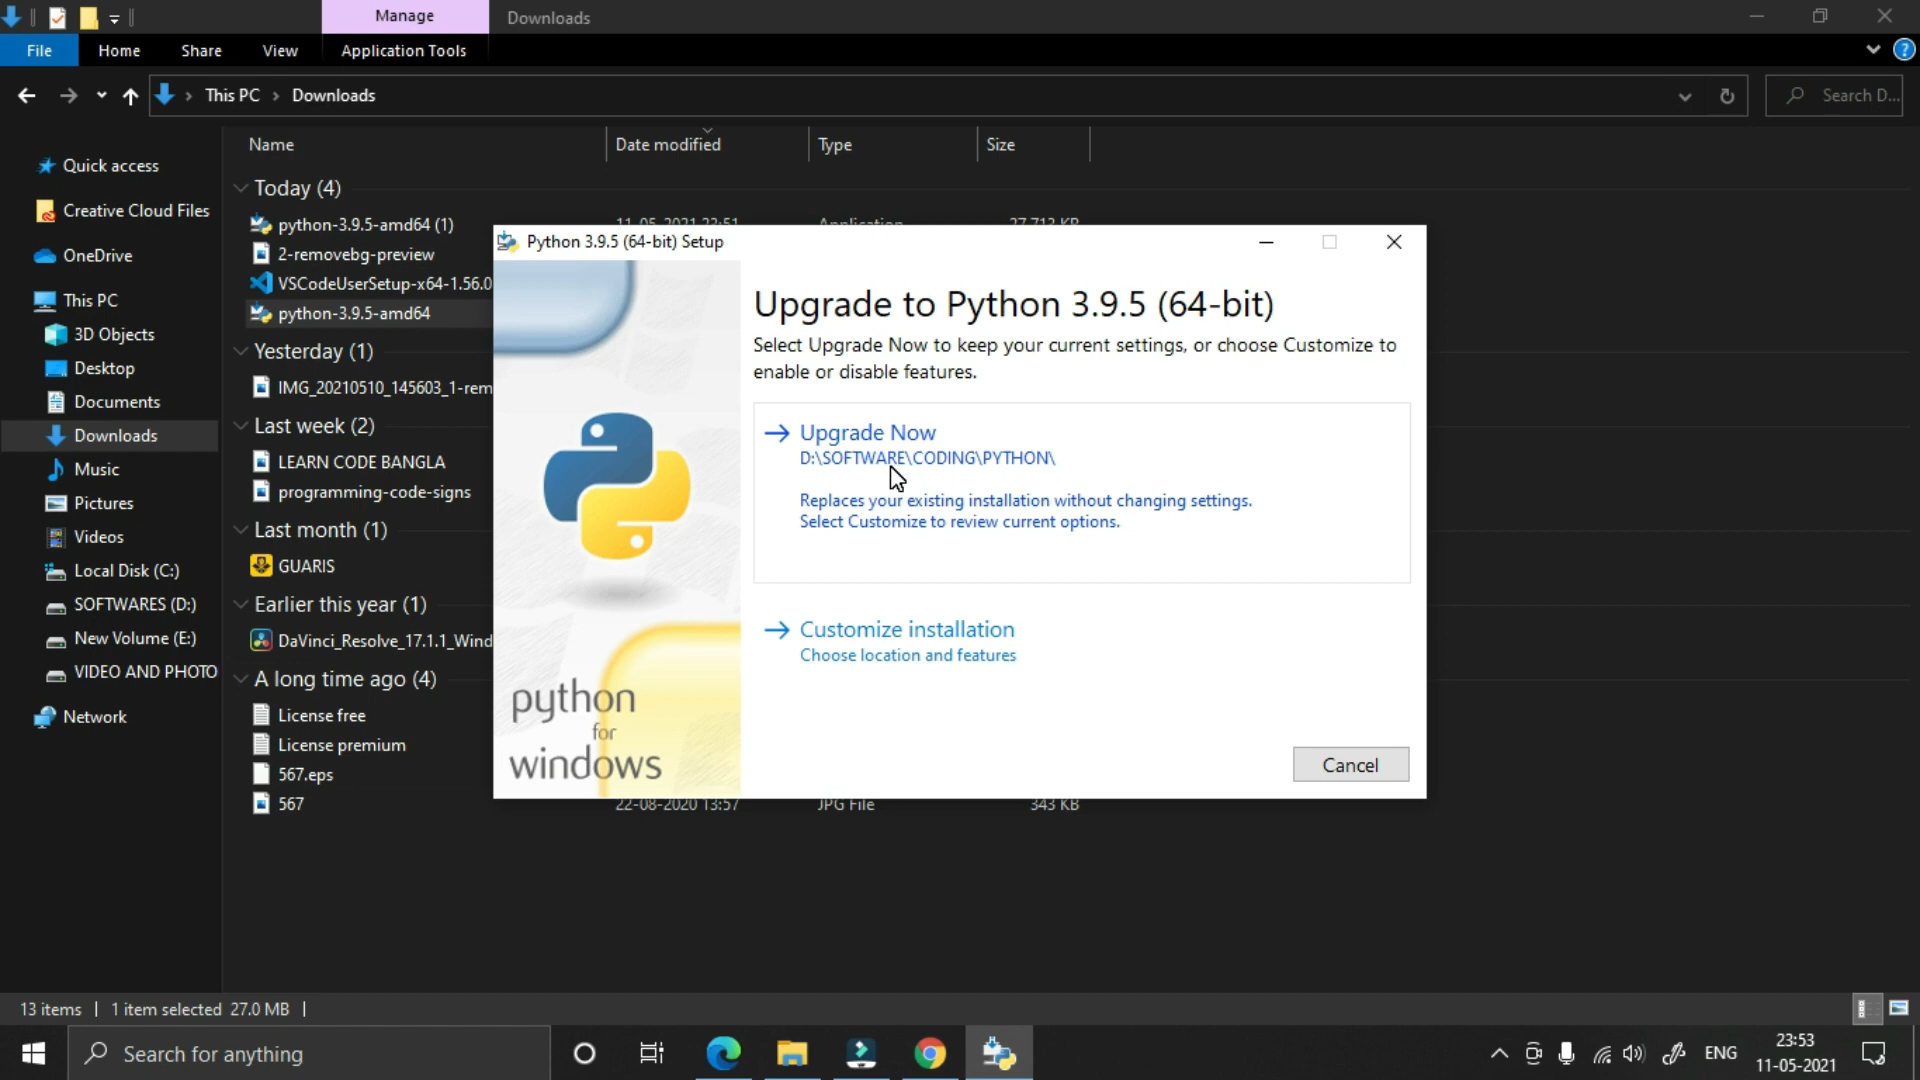 Manage
Downloads
File
Home
Share
View
Application Tools
This PC
Downloads
Search D...
Name
Date modified
Type
Size
Quick access
Creative Cloud Files
OneDrive
This PC
3D Objects
Desktop
Documents
Downloads
Music
Pictures
Videos
Local Disk (C:)
SOFTWARES (D:)
New Volume (E:)
VIDEO AND PHOTO
Network
Today (4)
python-3.9.5-amd64 (1)
11-05-2021 23:51
Application
27,713 KB
2-removebg-preview
VSCodeUserSetup-x64-1.56.0
python-3.9.5-amd64
Yesterday (1)
IMG_20210510_145603_1-rem
Last week (2)
LEARN CODE BANGLA
programming-code-signs
Last month (1)
GUARIS
Earlier this year (1)
DaVinci_Resolve_17.1.1_Wind
A long time ago (4)
License free
License premium
567.eps
567
22-08-2020 13:57
JPG File
343 KB
Python 3.9.5 (64-bit) Setup
Upgrade to Python 3.9.5 (64-bit)
Select Upgrade Now to keep your current settings, or choose Customize to
enable or disable features.
Upgrade Now
D:\SOFTWARE\CODING\PYTHON\
Replaces your existing installation without changing settings.
Select Customize to review current options.
Customize installation
Choose location and features
python
for
windows
Cancel
13 items
1 item selected 27.0 MB
Search for anything
ENG
23:53
11-05-2021